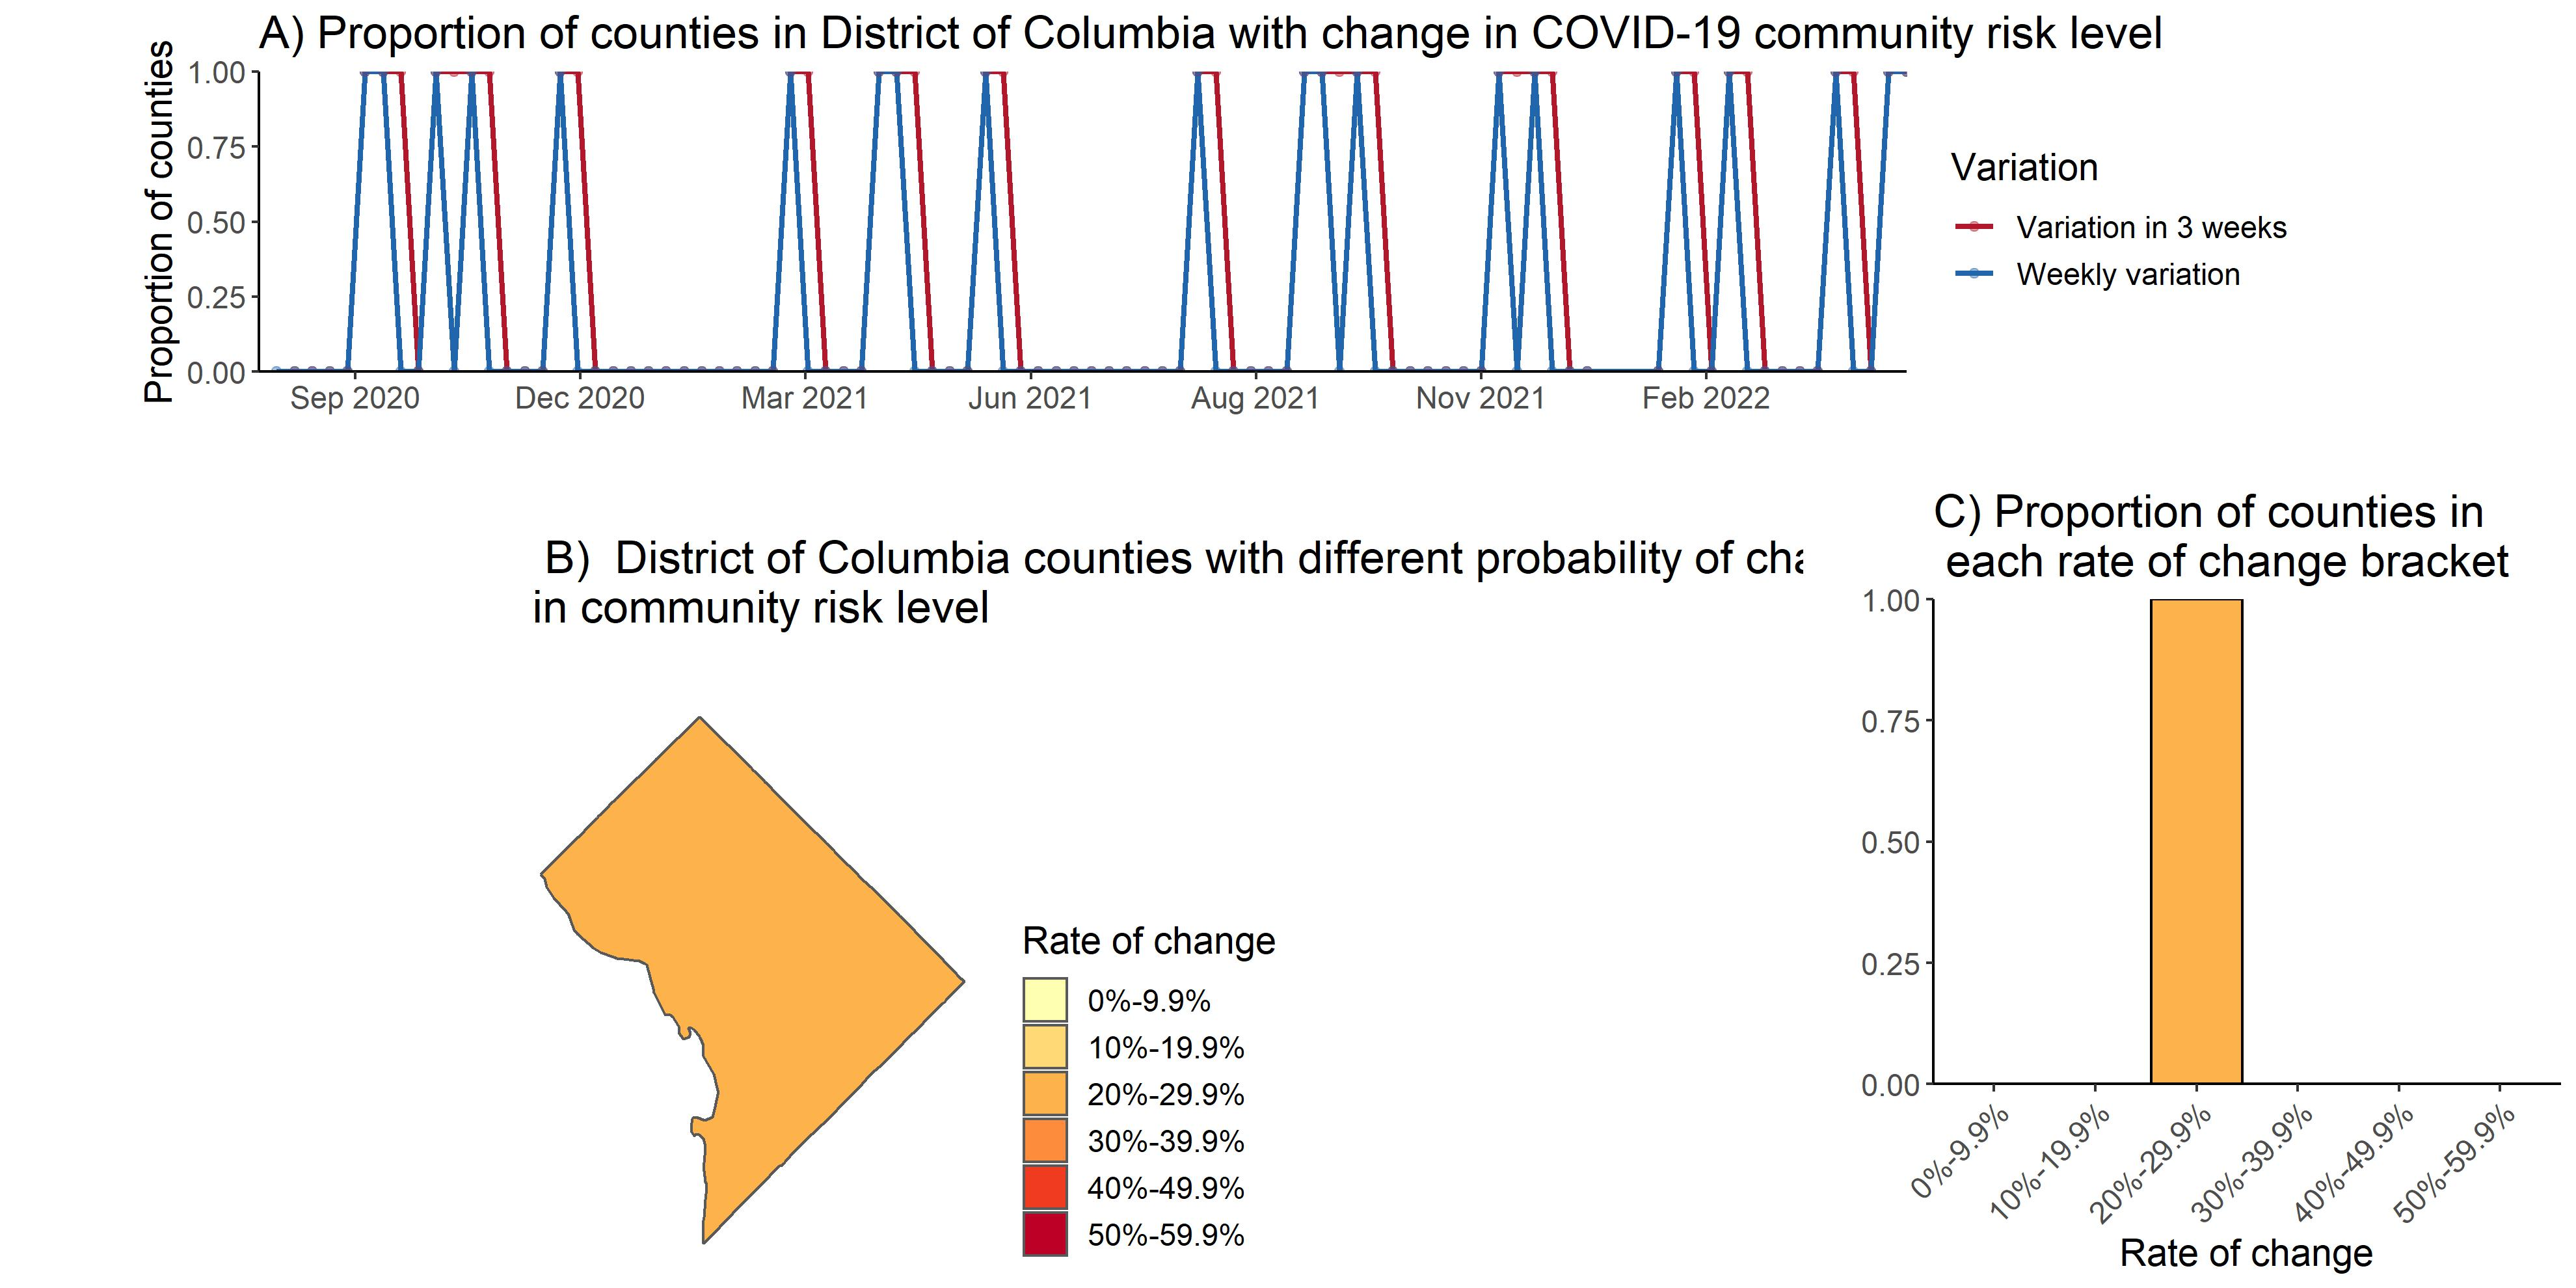 A) Proportion of counties in District of Columbia with change in COVID-19 community risk level
Proportion of counties
1.00
0.75
0.50
0.25
0.00
Sep 2020 Dec 2020 Mar 2021 Jun 2021 Aug 2021 Nov 2021 Feb 2022
Variation
Variation in 3 weeks
Weekly variation
B) District of Columbia counties with different probability of cha
in community risk level
Rate of change
0%-9.9%
10%-19.9%
20%-29.9%
30%-39.9%
40%-49.9%
50%-59.9%
C) Proportion of counties in
each rate of change bracket
1.00
0.75
0.50
0.25
0.00
0%-9.9% 10%-19.9% 20%-29.9% 30%-39.9% 40%-49.9% 50%-59.9%
Rate of change